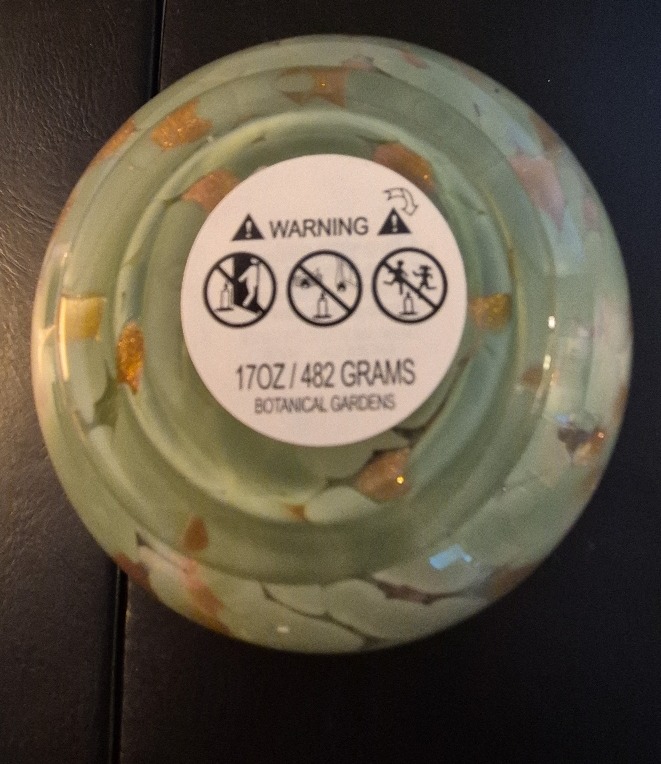 WARNING
17OZ / 482 GRAMS
BOTANICAL GARDENS